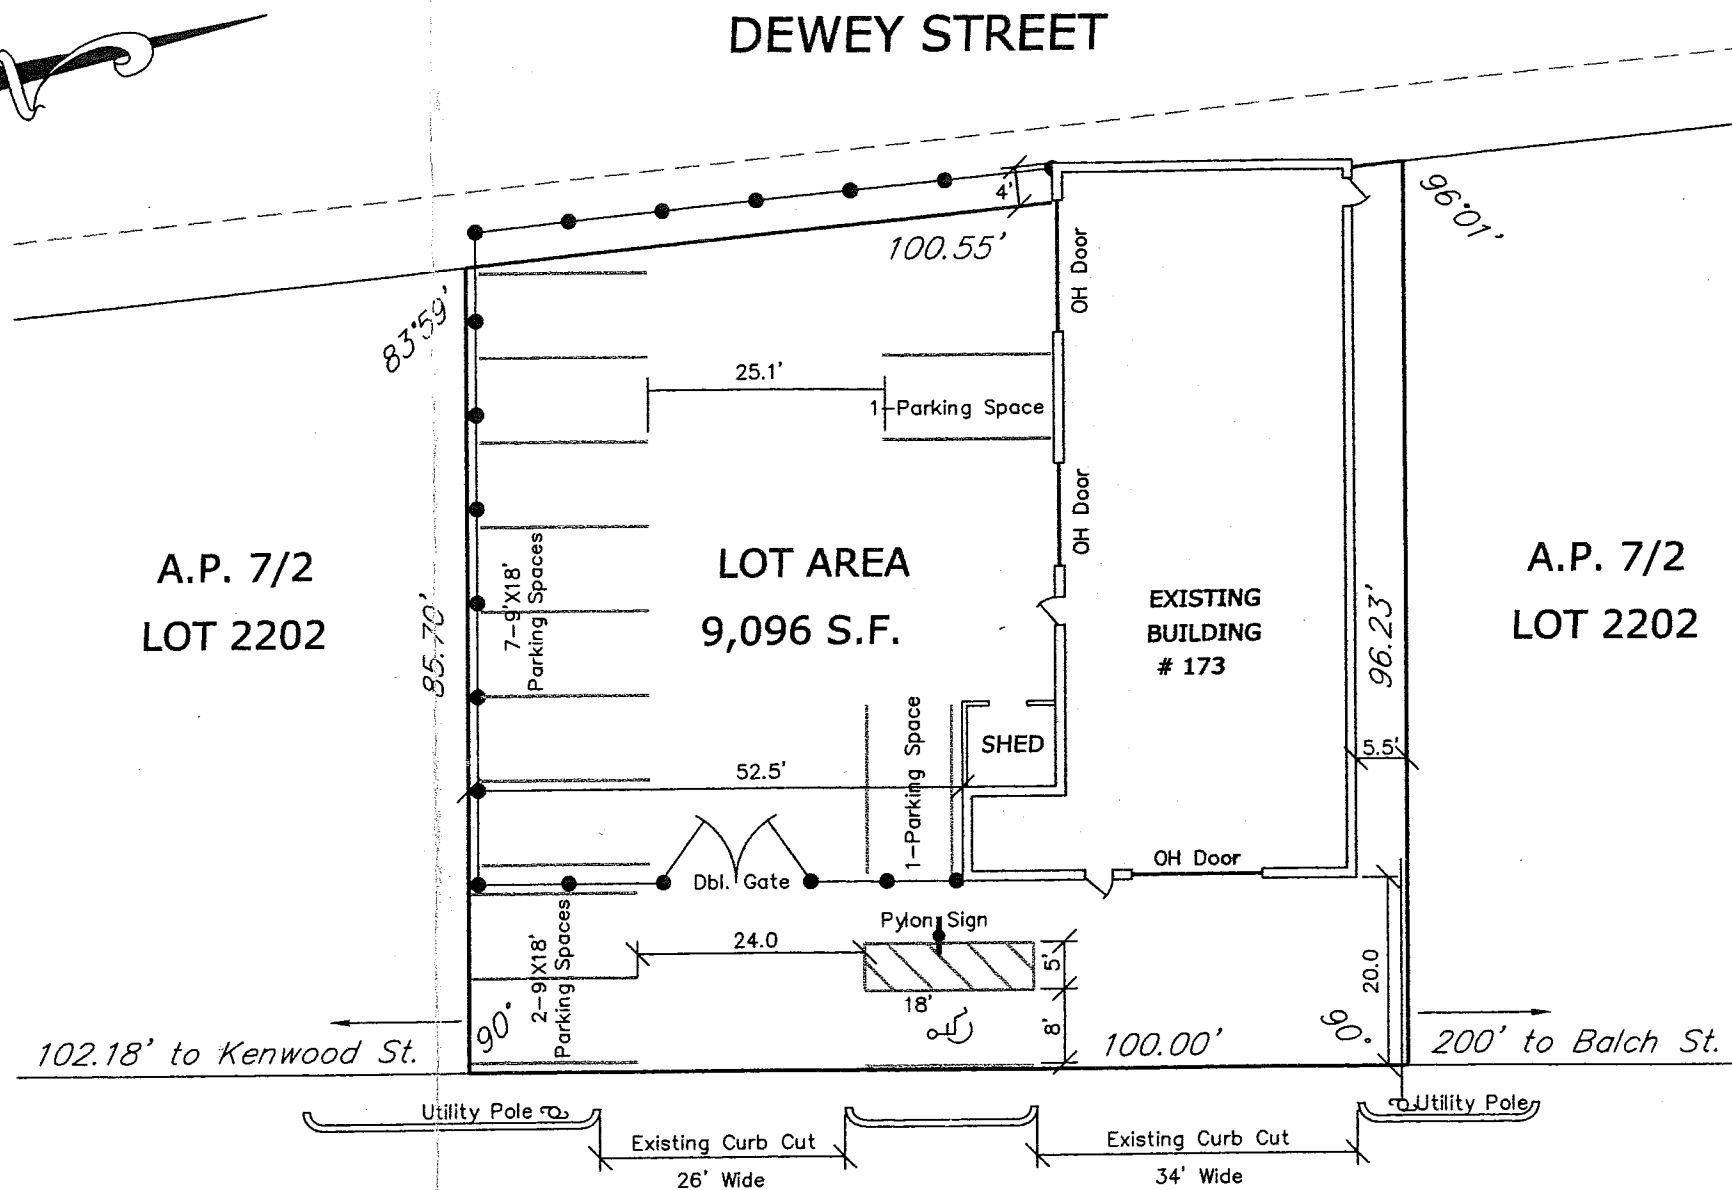 DEWEY STREET
4'
100.55'
96°01'
83°59'
OH Door
25.1'
1-Parking Space
OH Door
A.P. 7/2
LOT 2202
85.70'
7-9'X18'
Parking Spaces
LOT AREA
9,096 S.F.
EXISTING
BUILDING
# 173
96.23'
A.P. 7/2
LOT 2202
1-Parking Space
SHED
5.5'
52.5'
Dbl. Gate
OH Door
Pylon Sign
2-9'X18'
Parking Spaces
24.0
5'
20.0
18'
8'
90°
100.00'
90°
102.18' to Kenwood St.
200' to Balch St.
Utility Pole
Utility Pole
Existing Curb Cut
26' Wide
Existing Curb Cut
34' Wide